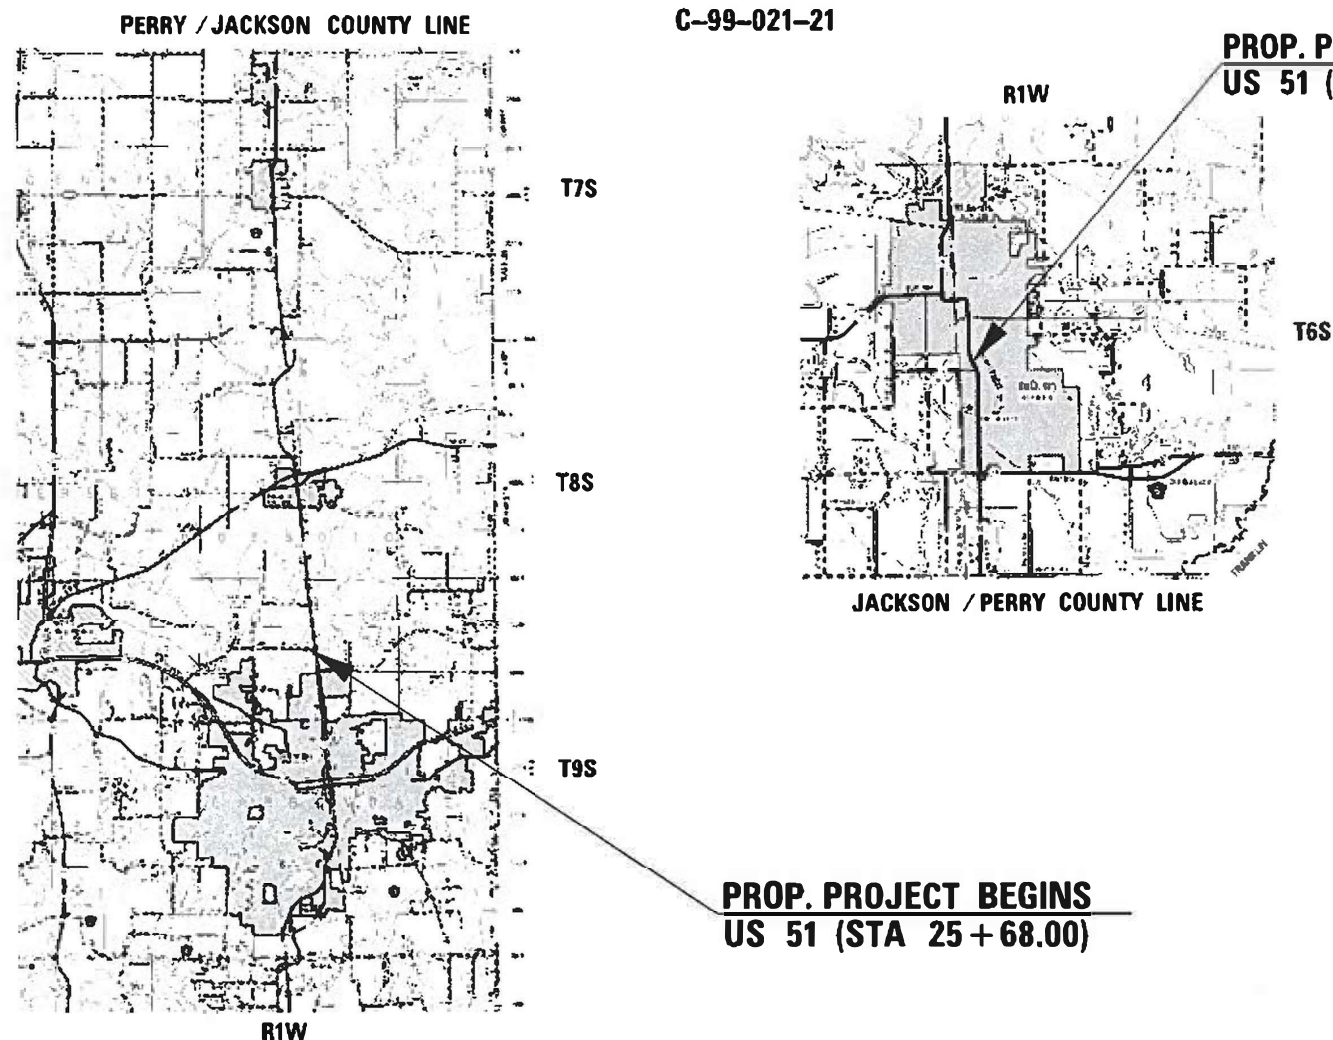 PERRY / JACKSON COUNTY LINE
C-99-021-21
PROP. P
US 51 (
R1W
T7S
T6S
T8S
JACKSON / PERRY COUNTY LINE
FRANKLIN
T9S
PROP. PROJECT BEGINS
US 51 (STA 25+68.00)
R1W